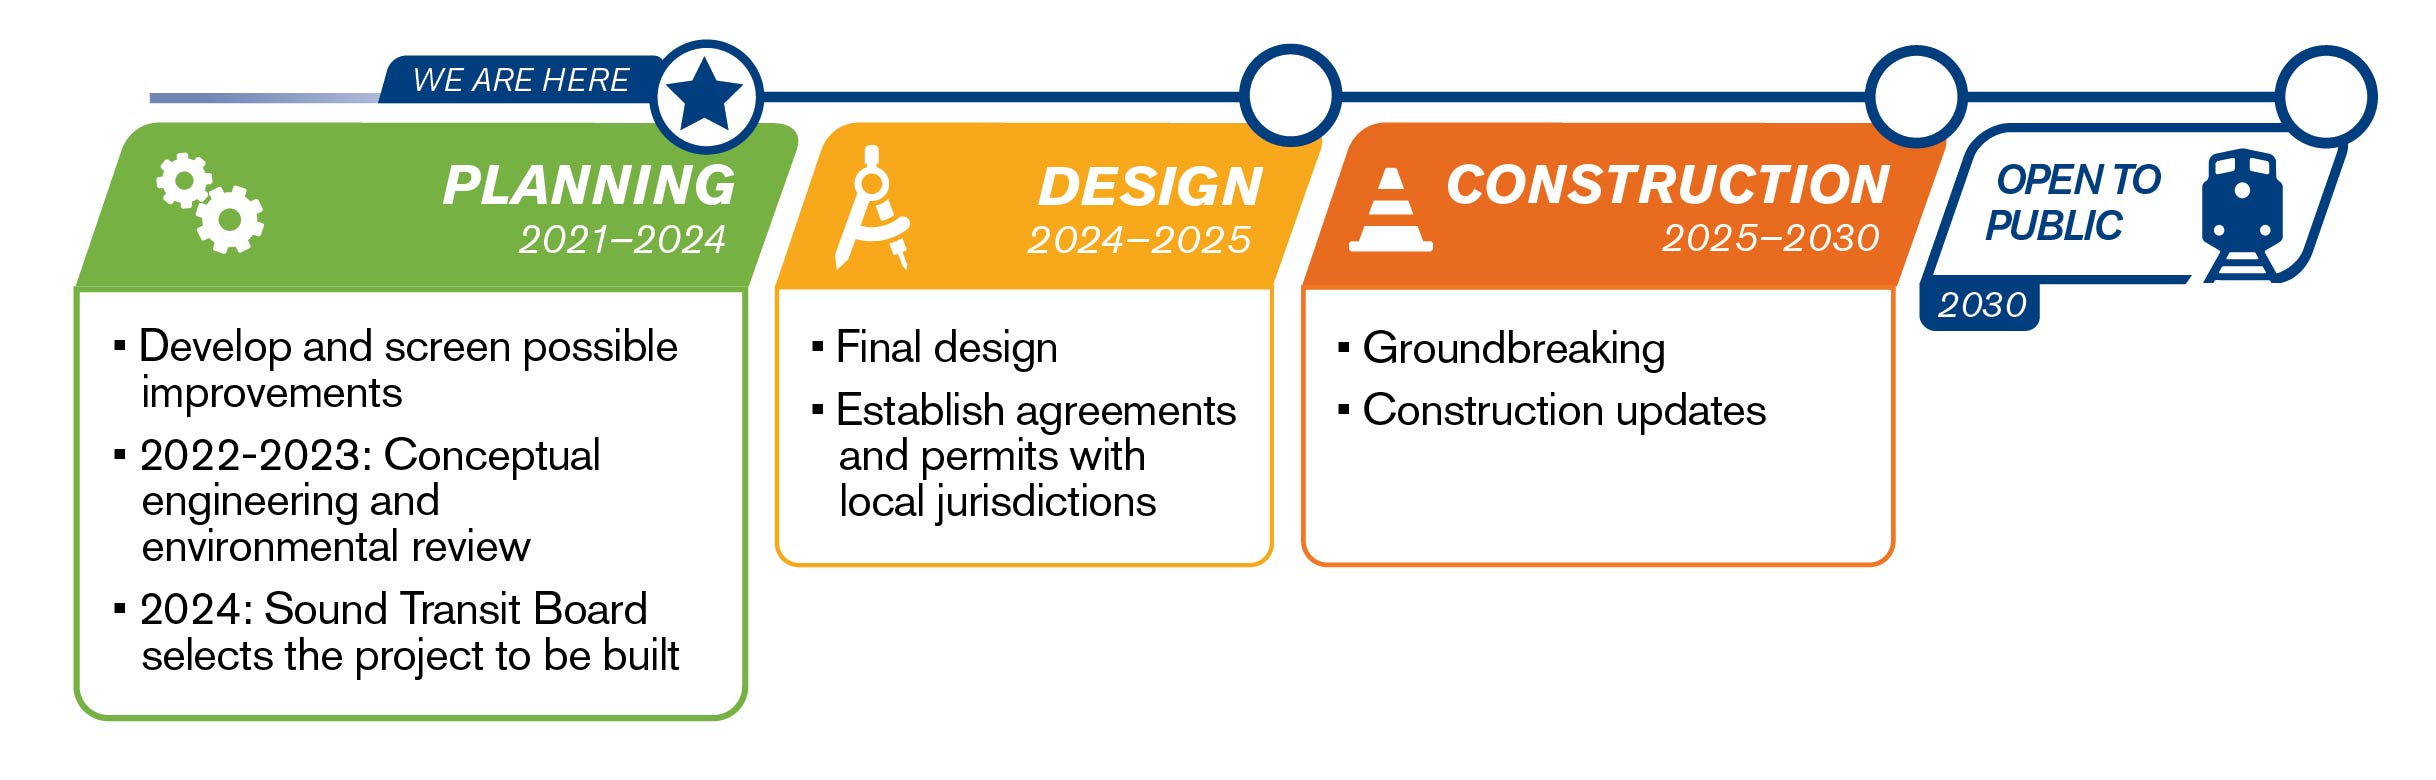 WE ARE HERE
PLANNING
2021–2024
▪ Develop and screen possible
improvements
▪ 2022-2023: Conceptual
engineering and
environmental review
▪ 2024: Sound Transit Board
selects the project to be built
DESIGN
2024–2025
▪ Final design
▪ Establish agreements
and permits with
local jurisdictions
CONSTRUCTION
2025–2030
▪ Groundbreaking
▪ Construction updates
OPEN TO
PUBLIC
2030